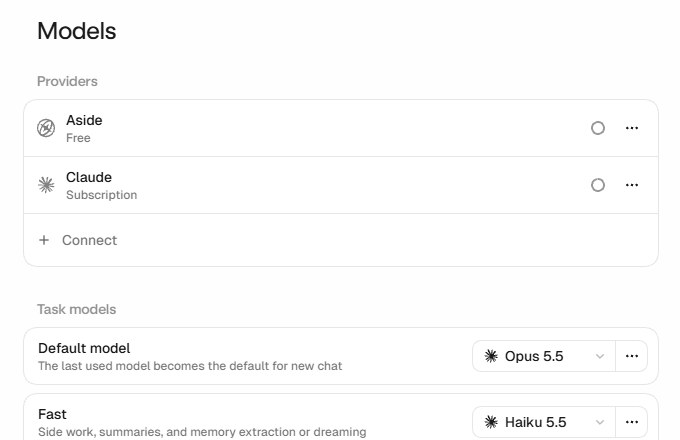 Models
Providers
Aside
Free
Claude
Subscription
Connect
Task models
Default model
The last used model becomes the default for new chat
Opus 5.5
Fast
Side work, summaries, and memory extraction or dreaming
Haiku 5.5